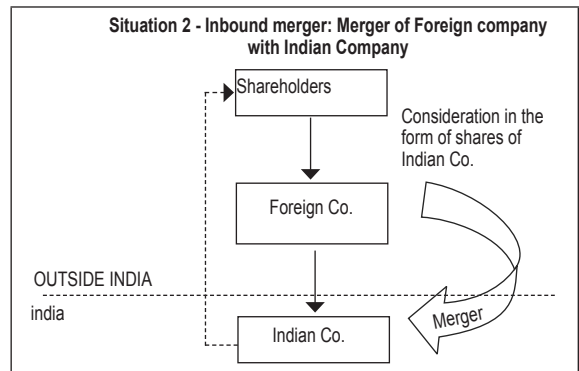 Situation 2 - Inbound merger: Merger of Foreign company
with Indian Company
Shareholders
Consideration in the
form of shares of
Indian Co.
Foreign Co.
OUTSIDE INDIA
india
Merger
Indian Co.